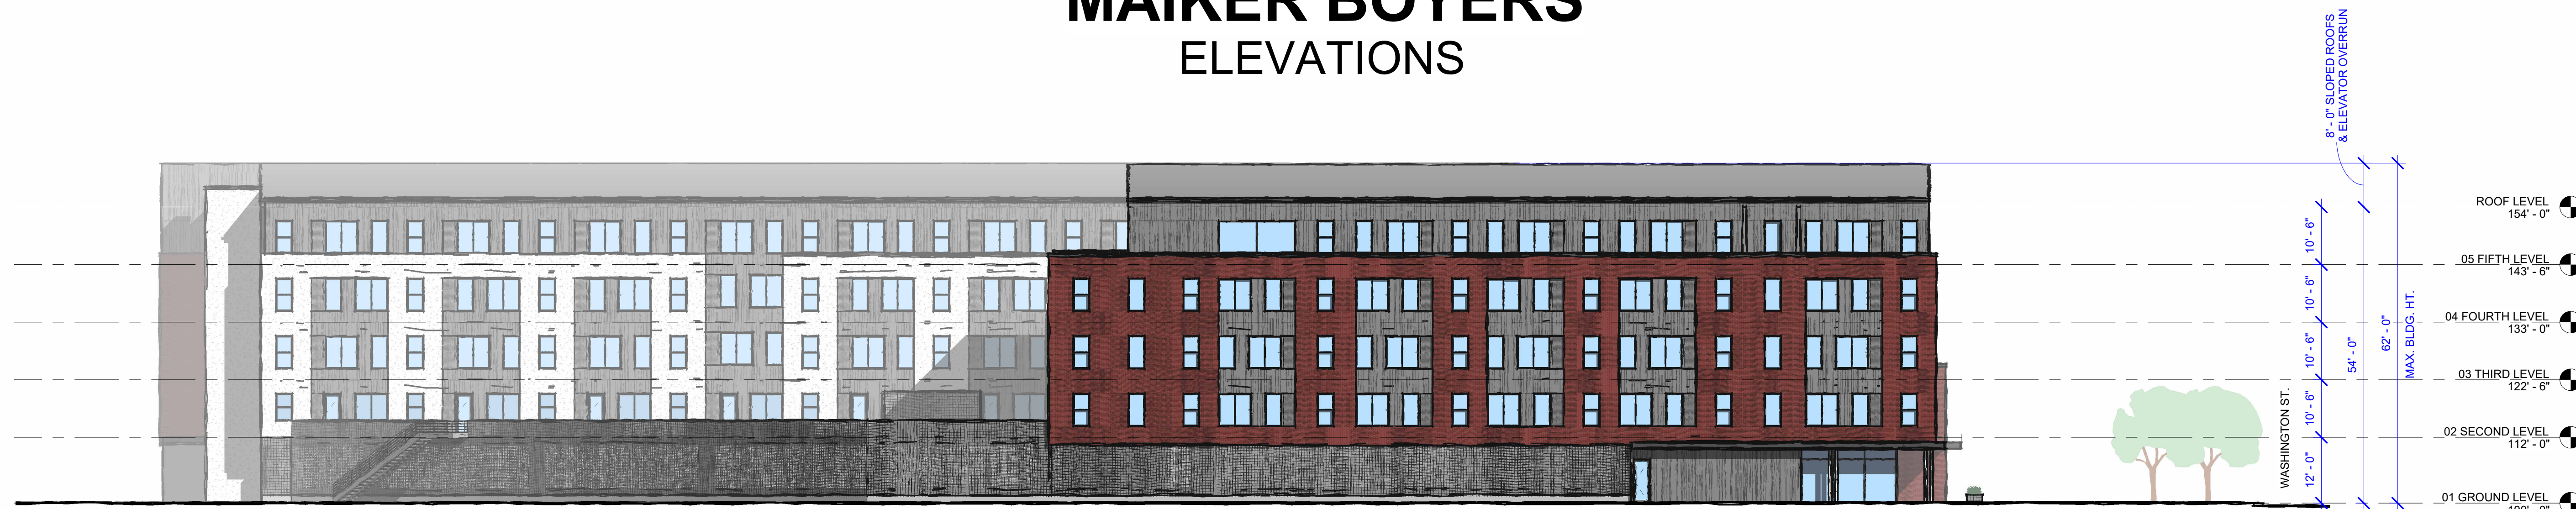 MAIKER BOYERS
ELEVATIONS
8' - 0" SLOPED ROOFS
& ELEVATOR OVERRUN
ROOF LEVEL
154' - 0"
10' - 6"
05 FIFTH LEVEL
143' - 6"
10' - 6"
04 FOURTH LEVEL
133' - 0"
10' - 6"
54' - 0"
62' - 0"
MAX. BLDG. HT.
03 THIRD LEVEL
122' - 6"
10' - 6"
02 SECOND LEVEL
112' - 0"
WASHINGTON ST.
12' - 0"
01 GROUND LEVEL